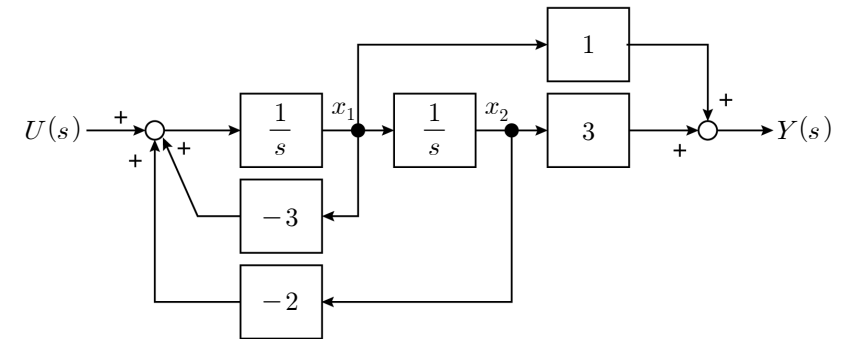 1
+
x₁
x₂
+
U(s)
1/s
1/s
3
Y(s)
+
+
+
−3
−2